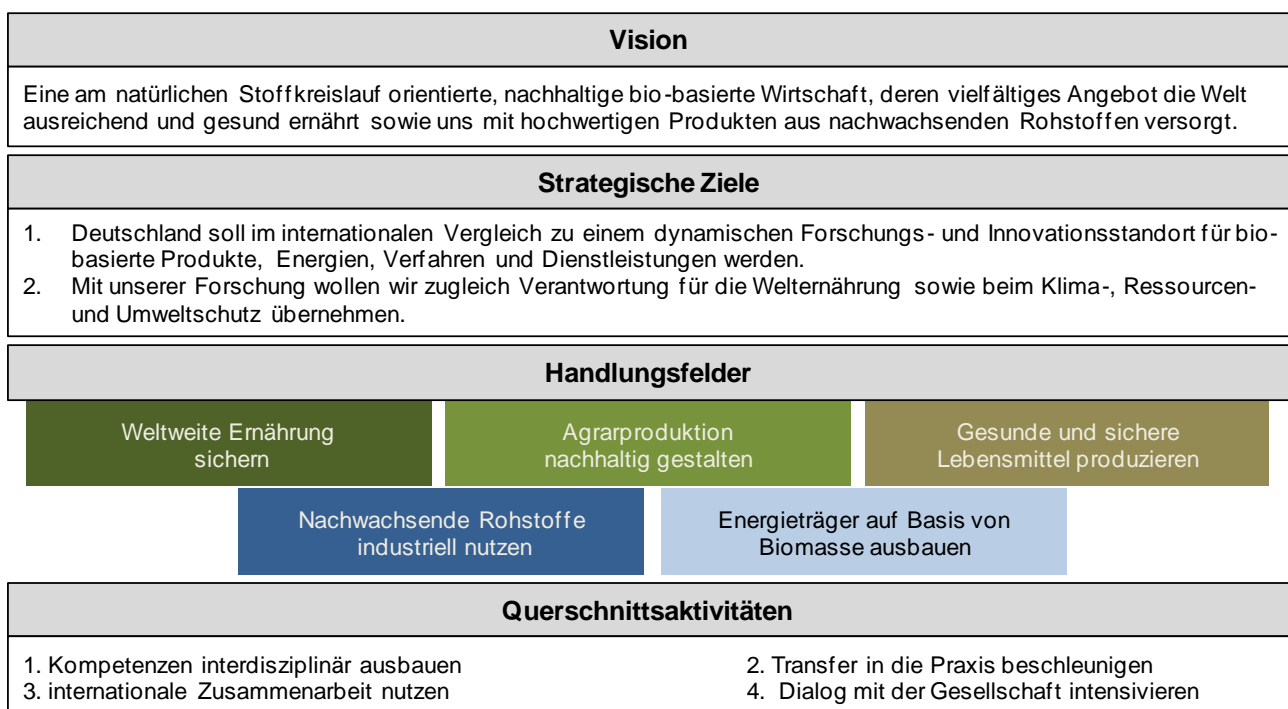 Vision
Eine am natürlichen Stoffkreislauf orientierte, nachhaltige bio-basierte Wirtschaft, deren vielfältiges Angebot die Welt
ausreichend und gesund ernährt sowie uns mit hochwertigen Produkten aus nachwachsenden Rohstoffen versorgt.
Strategische Ziele
1. Deutschland soll im internationalen Vergleich zu einem dynamischen Forschungs- und Innovationsstandort für bio-
basierte Produkte, Energien, Verfahren und Dienstleistungen werden.
2. Mit unserer Forschung wollen wir zugleich Verantwortung für die Welternährung sowie beim Klima-, Ressourcen-
und Umweltschutz übernehmen.
Handlungsfelder
Weltweite Ernährung
sichern
Agrarproduktion
nachhaltig gestalten
Gesunde und sichere
Lebensmittel produzieren
Nachwachsende Rohstoffe
industriell nutzen
Energieträger auf Basis von
Biomasse ausbauen
Querschnittsaktivitäten
1. Kompetenzen interdisziplinär ausbauen
2. Transfer in die Praxis beschleunigen
3. internationale Zusammenarbeit nutzen
4. Dialog mit der Gesellschaft intensivieren